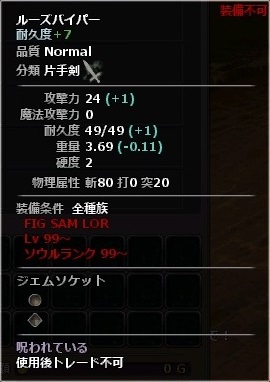 装備不可
ルーズバイパー
耐久度+7
品質 Normal
分類 片手剣
攻撃力 24 (+1)
魔法攻撃力 0
耐久度 49/49 (+1)
重量 3.69 (-0.11)
硬度 2
物理属性 斬80 打0 突20
装備条件 全種族
FIG SAM LOR
Lv 99～
ソウルランク 99～
ジェムソケット
呪われている
使用後トレード不可
0 G